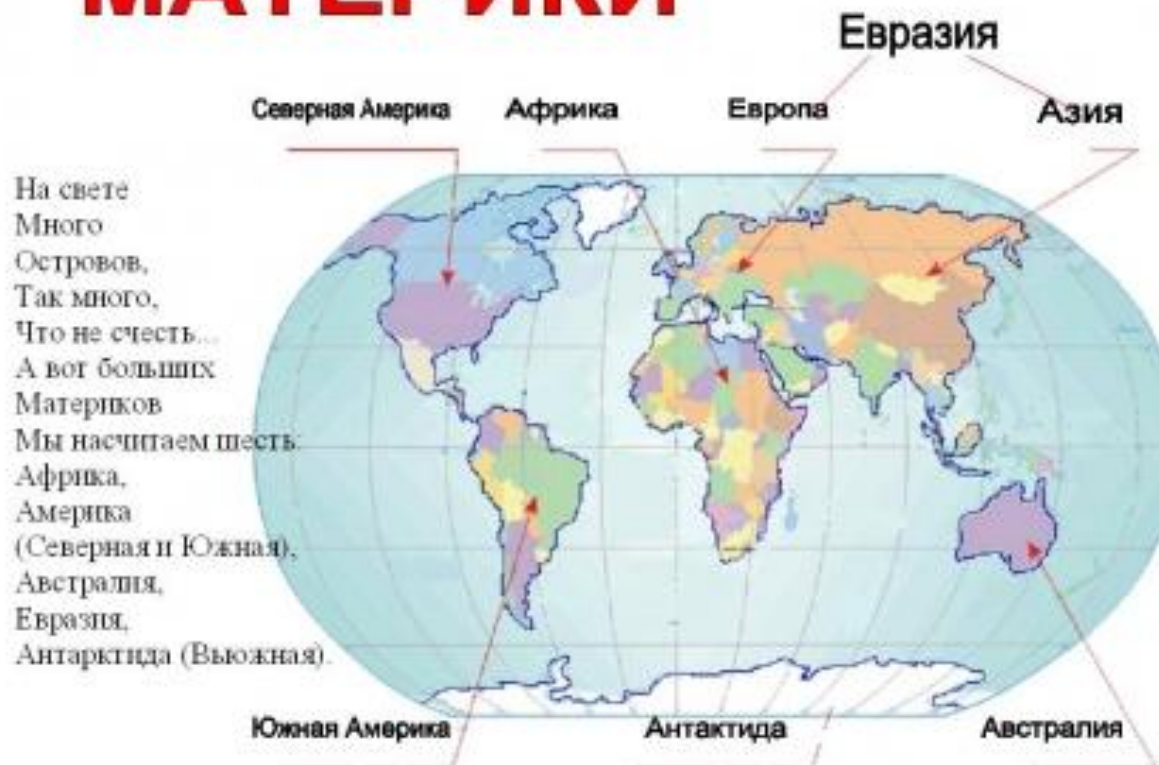 МАТЕРИКИ
Евразия
Северная Америка Африка Европа Азия
На свете
Много
Островов,
Так много,
Что не счесть...
А вот больших
Материков
Мы насчитаем шесть:
Африка,
Америка
(Северная и Южная),
Австралия,
Евразия,
Антарктида (Вьюжная).
Южная Америка Антактида Австралия